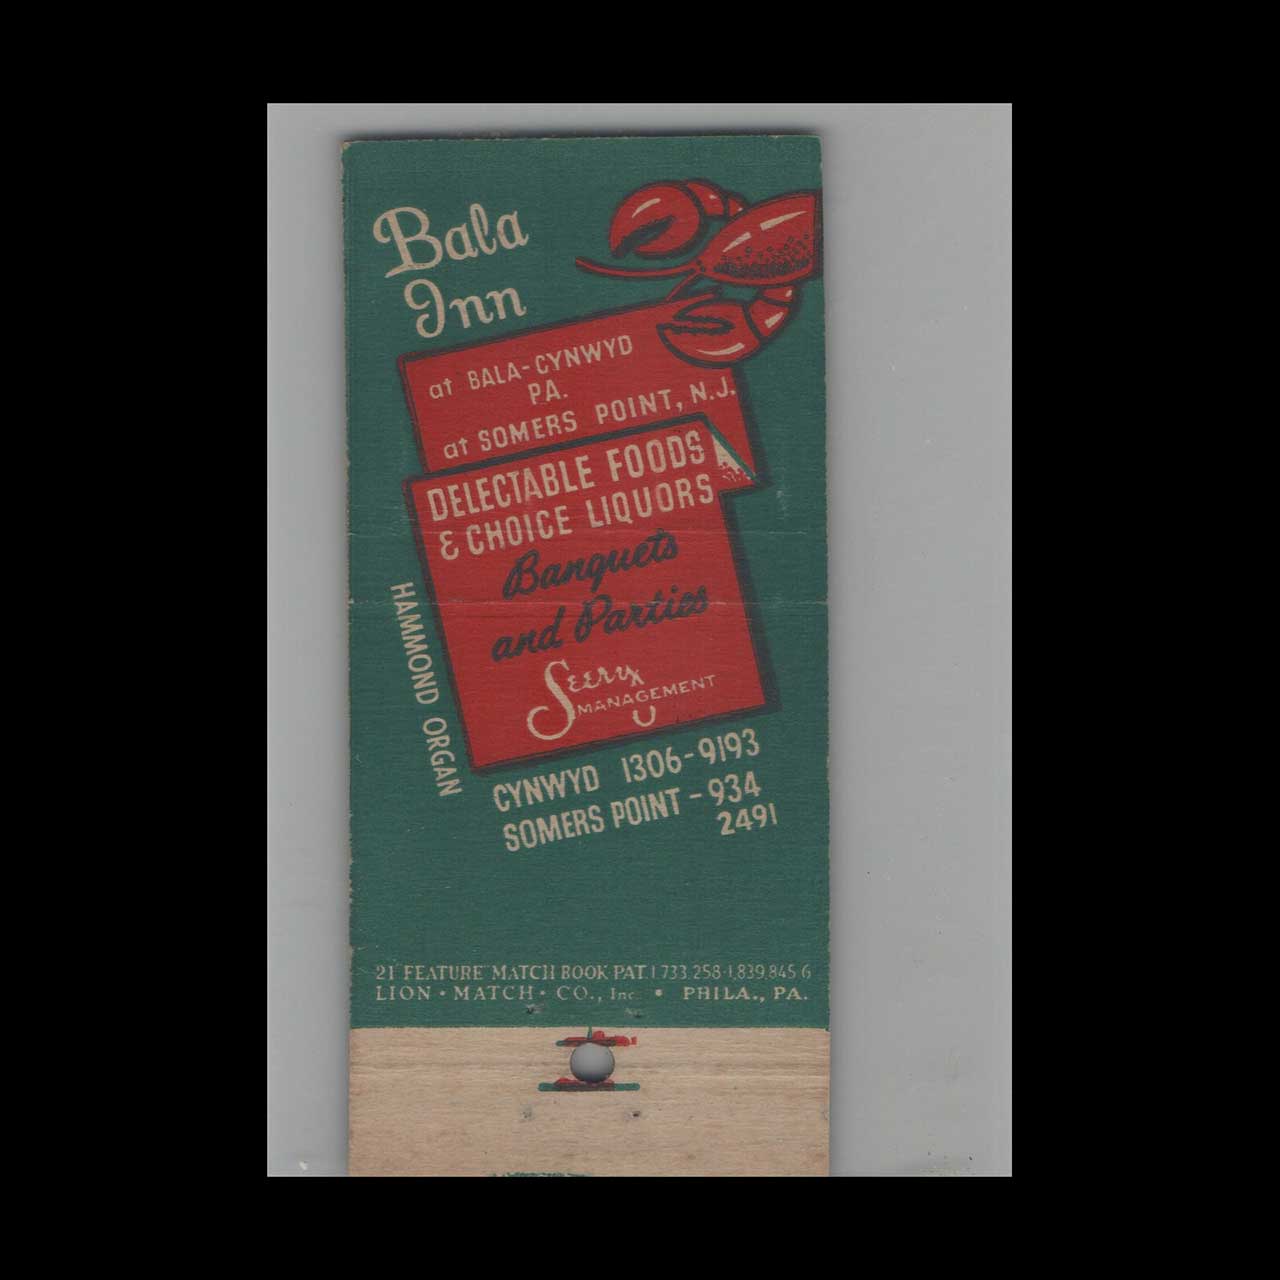 Bala
Inn
at BALA-CYNWYD
PA.
at SOMERS POINT, N.J.
DELECTABLE FOODS
& CHOICE LIQUORS
Banquets
and Parties
Seery
MANAGEMENT
HAMMOND ORGAN
CYNWYD 1306-9193
SOMERS POINT - 934
2491
21 FEATURE MATCH BOOK PAT. 1.733.258-1,839,845 6
LION · MATCH · CO., Inc. • PHILA., PA.